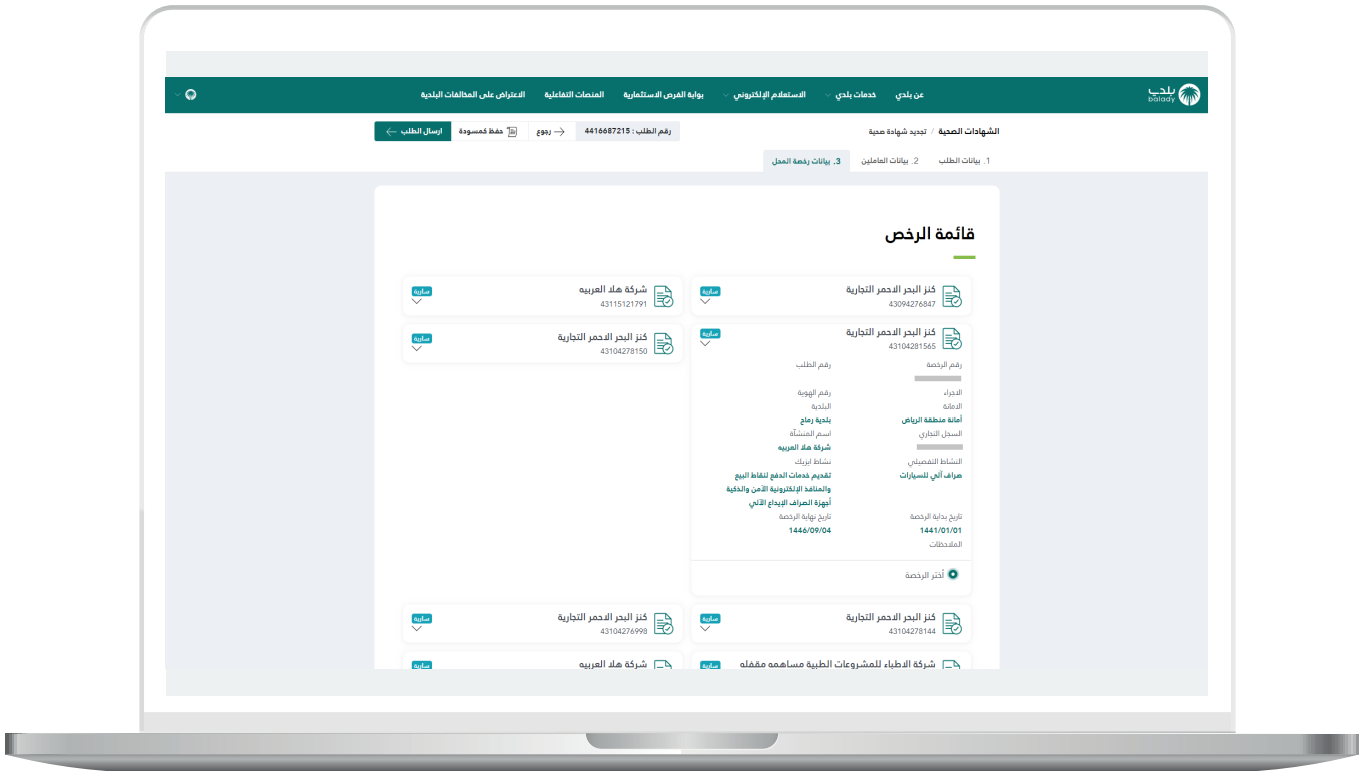 بلدي
balady
عن بلدي
خدمات بلدي
الاستعلام الإلكتروني
بوابة الفرص الاستثمارية
المنصات التفاعلية
الاعتراض على المخالفات البلدية
الشهادات الصحية / تجديد شهادة صحية
رقم الطلب : 4416687215
رجوع
حفظ كمسودة
ارسال الطلب
1. بيانات الطلب
2. بيانات العاملين
3. بيانات رخصة المحل
قائمة الرخص
كنز البحر الاحمر التجارية
43094276847
سارية
شركة هلا العربيه
43115121791
سارية
كنز البحر الاحمر التجارية
43104281565
سارية
كنز البحر الاحمر التجارية
43104278150
سارية
رقم الرخصة
رقم الطلب
الاجراء
رقم الهوية
الامانة
البلدية
أمانة منطقة الرياض
بلدية رماح
السجل التجاري
اسم المنشأة
شركة هلا العربيه
النشاط التفصيلي
نشاط ايزيك
صراف آلي للسيارات
تقديم خدمات الدفع لنقاط البيع
والمنافذ الإلكترونية الآمن والذكية
أجهزة الصراف الإيداع الآلي
تاريخ بداية الرخصة
تاريخ نهاية الرخصة
1441/01/01
1446/09/04
الملاحظات
أختر الرخصة
كنز البحر الاحمر التجارية
43104278144
سارية
كنز البحر الاحمر التجارية
43104276998
سارية
شركة الاطباء للمشروعات الطبية مساهمه مقفله
سارية
شركة هلا العربيه
سارية